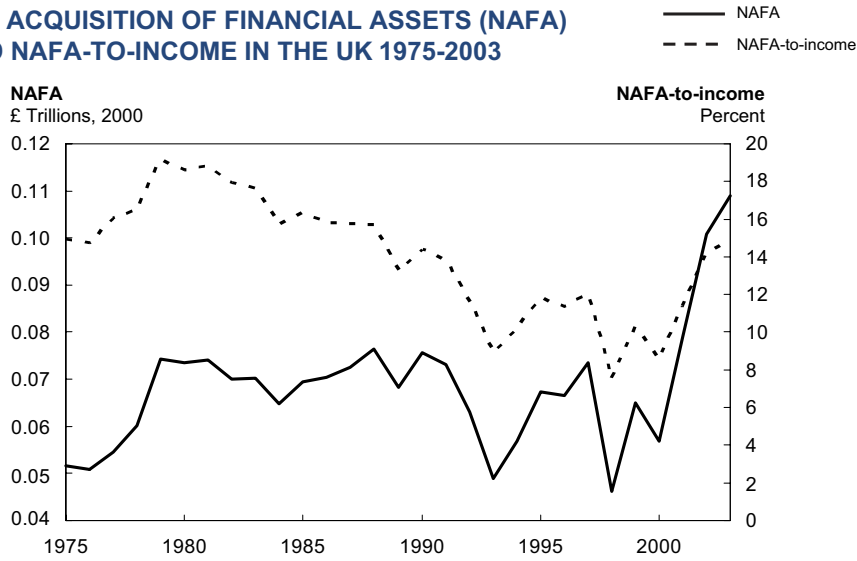 ACQUISITION OF FINANCIAL ASSETS (NAFA)
NAFA-TO-INCOME IN THE UK 1975-2003
NAFA
NAFA-to-income
NAFA
£ Trillions, 2000
NAFA-to-income
Percent
0.12
0.11
0.10
0.09
0.08
0.07
0.06
0.05
0.04
20
18
16
14
12
10
8
6
4
2
0
1975 1980 1985 1990 1995 2000